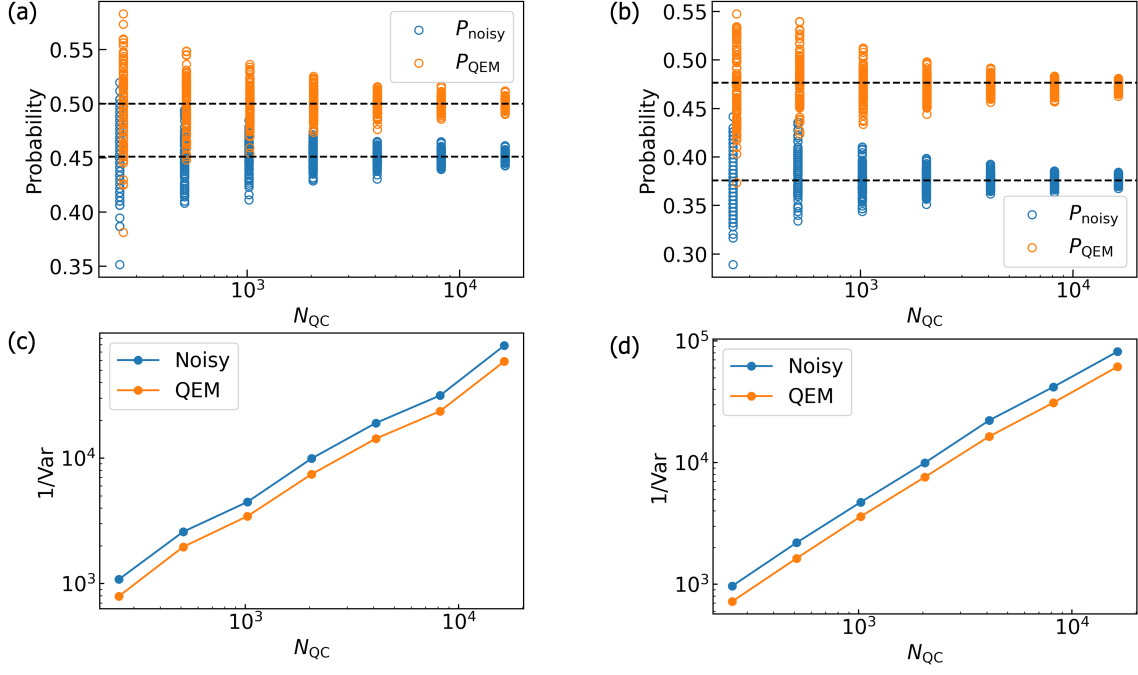 (a)
Probability
0.55
0.50
0.45
0.40
0.35
P_noisy
P_QEM
10^3
10^4
N_QC
(b)
Probability
0.55
0.50
0.45
0.40
0.35
0.30
P_noisy
P_QEM
10^3
10^4
N_QC
(c)
1/Var
10^4
10^3
Noisy
QEM
10^3
10^4
N_QC
(d)
1/Var
10^5
10^4
10^3
Noisy
QEM
10^3
10^4
N_QC